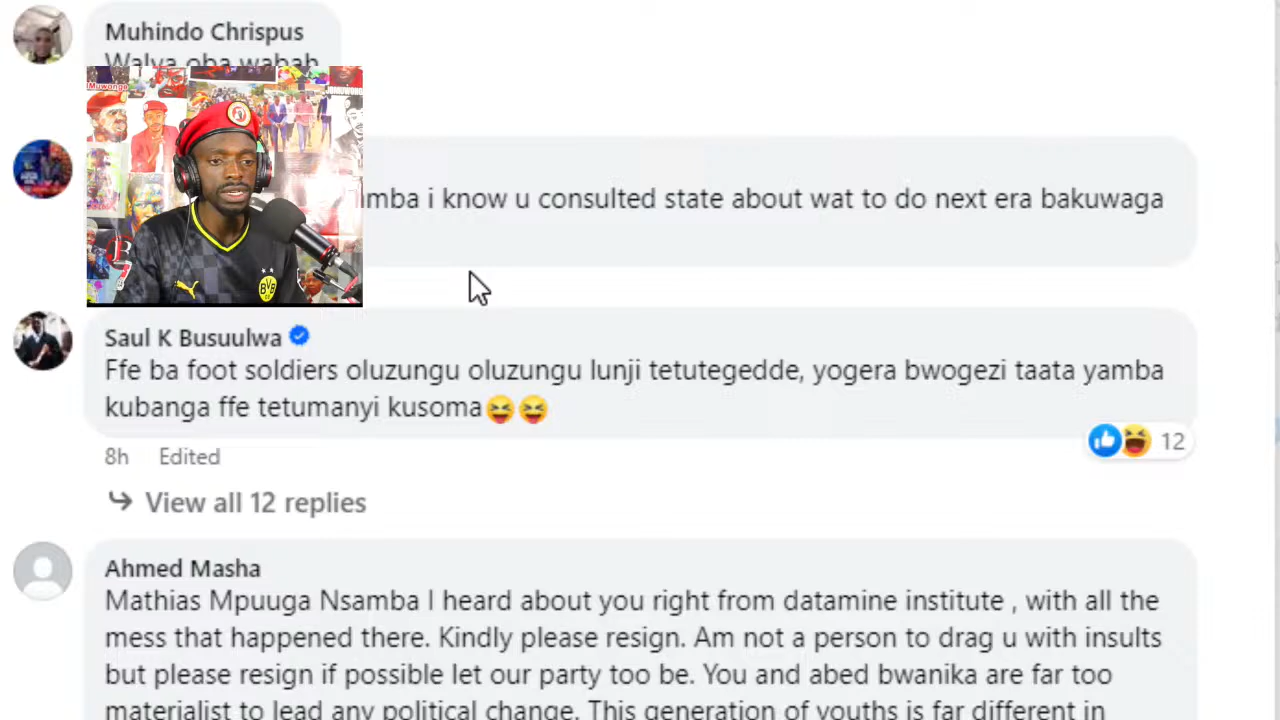 Muhindo Chrispus
Walya oba wabah
Muwonge
amba i know u consulted state about wat to do next era bakuwaga
BVB
09
Saul K Busuulwa
Ffe ba foot soldiers oluzungu oluzungu lunji tetutegedde, yogera bwogezi taata yamba
kubanga ffe tetumanyi kusoma
12
8h Edited
View all 12 replies
Ahmed Masha
Mathias Mpuuga Nsamba I heard about you right from datamine institute , with all the
mess that happened there. Kindly please resign. Am not a person to drag u with insults
but please resign if possible let our party too be. You and abed bwanika are far too
materialist to lead any political change. This generation of youths is far different in